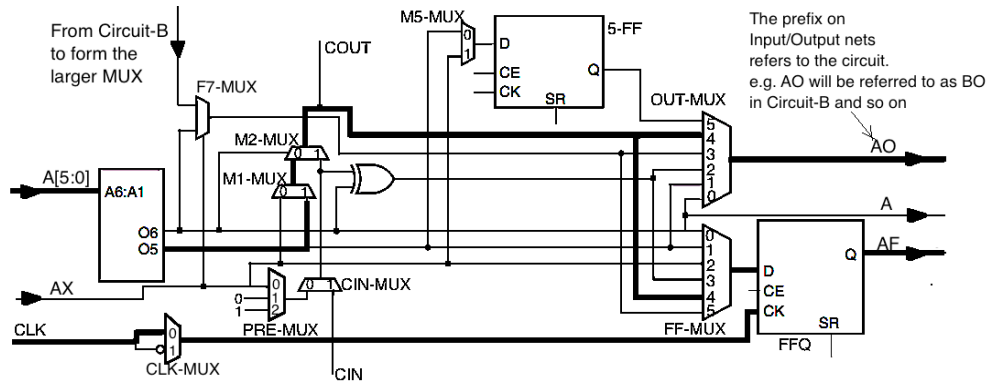 From Circuit-B
to form the
larger MUX
COUT
M5-MUX
0
1
D
CE
CK
Q
SR
5-FF
The prefix on
Input/Output nets
refers to the circuit.
e.g. AO will be referred to as BO
in Circuit-B and so on
F7-MUX
OUT-MUX
5
4
3
2
1
0
AO
M2-MUX
0 1
M1-MUX
0 1
A[5:0]
A6:A1
O6
O5
A
AF
0
1
2
3
4
5
FF-MUX
D
CE
CK
Q
SR
FFQ
AX
0
1
0
1
2
PRE-MUX
CIN-MUX
0 1
CLK
0
1
CLK-MUX
CIN